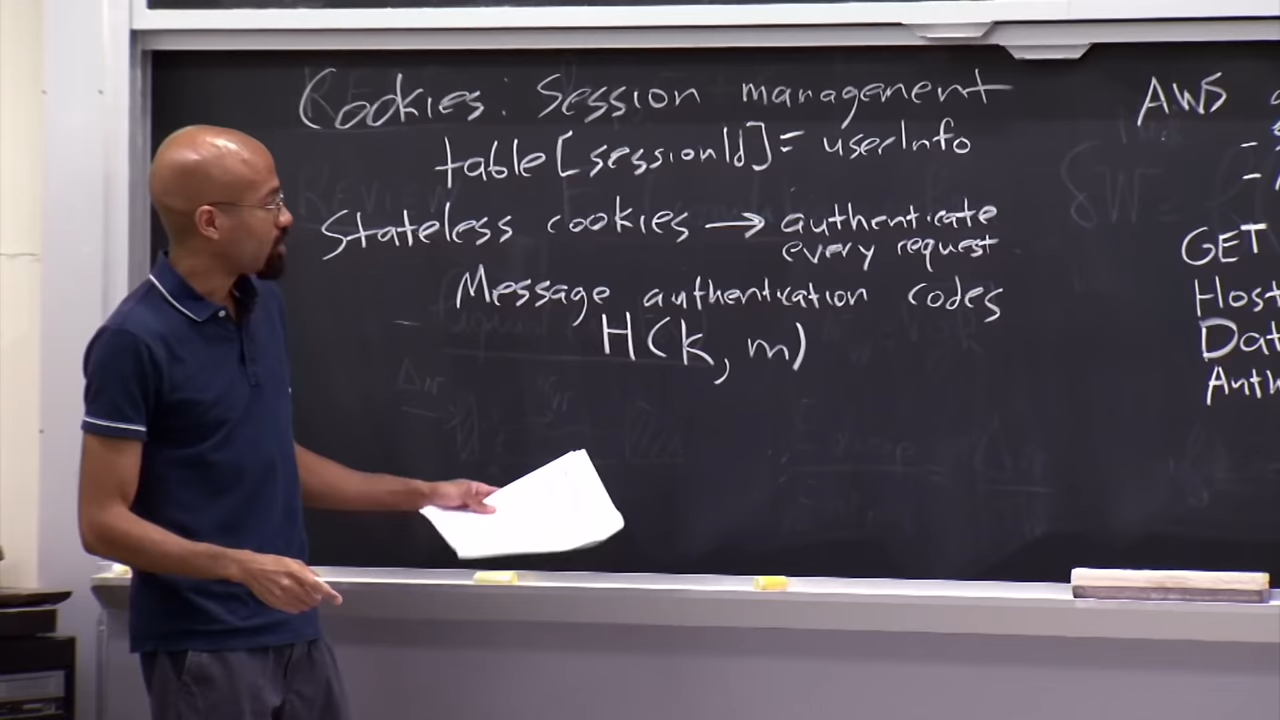 Cookies: Session management
table[sessionId] = userInfo
Stateless cookies → authenticate
every request
Message authentication codes
H(k, m)
AWS
GET
Host
Dat
Auth